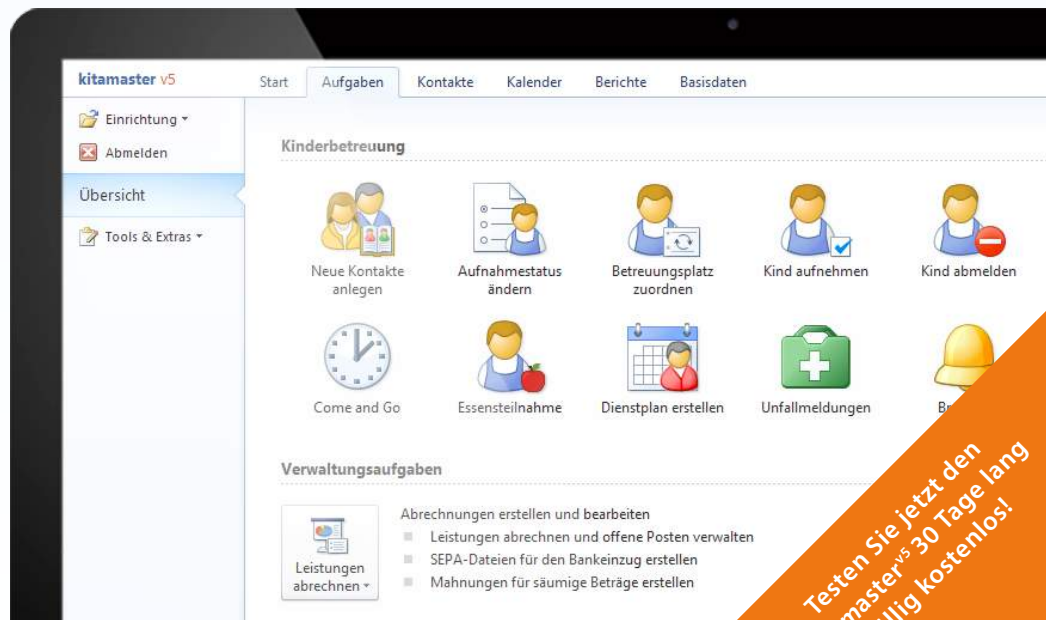 kitamaster v5
Start Aufgaben Kontakte Kalender Berichte Basisdaten
Einrichtung
Abmelden
Übersicht
Tools & Extras
Kinderbetreuung
Neue Kontakte
anlegen
Aufnahmestatus
ändern
Betreuungsplatz
zuordnen
Kind aufnehmen
Kind abmelden
Come and Go
Essensteilnahme
Dienstplan erstellen
Unfallmeldungen
Verwaltungsaufgaben
Leistungen
abrechnen
Abrechnungen erstellen und bearbeiten
Leistungen abrechnen und offene Posten verwalten
SEPA-Dateien für den Bankeinzug erstellen
Mahnungen für säumige Beträge erstellen
Testen Sie jetzt den
master v5 30 Tage lang
kostenlos!